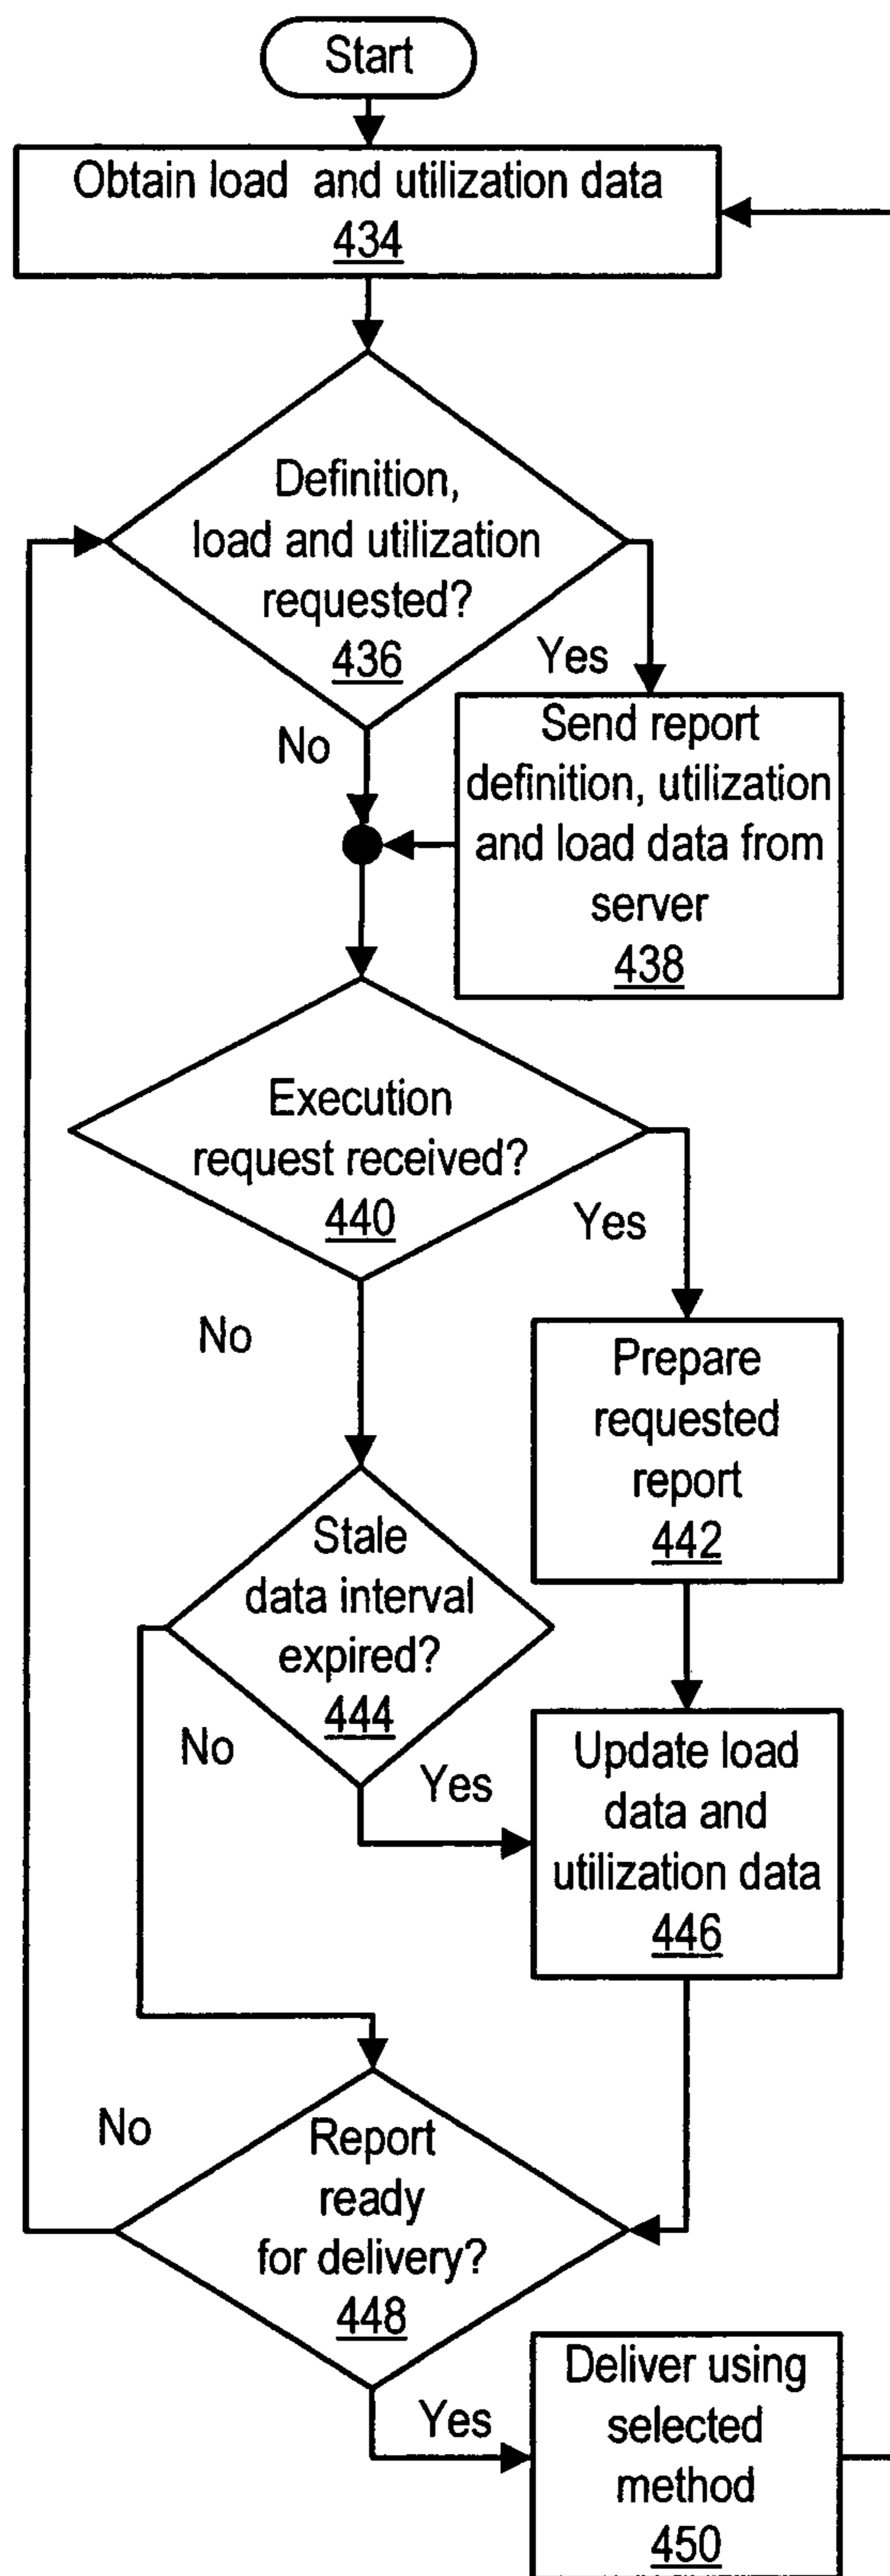 Start
Obtain load and utilization data
434
Definition,
load and utilization
requested?
436
Yes
No
Send report
definition, utilization
and load data from
server
438
Execution
request received?
440
Yes
No
Prepare
requested
report
442
Stale
data interval
expired?
444
No
Yes
Update load
data and
utilization data
446
No
Report
ready
for delivery?
448
Yes
Deliver using
selected
method
450